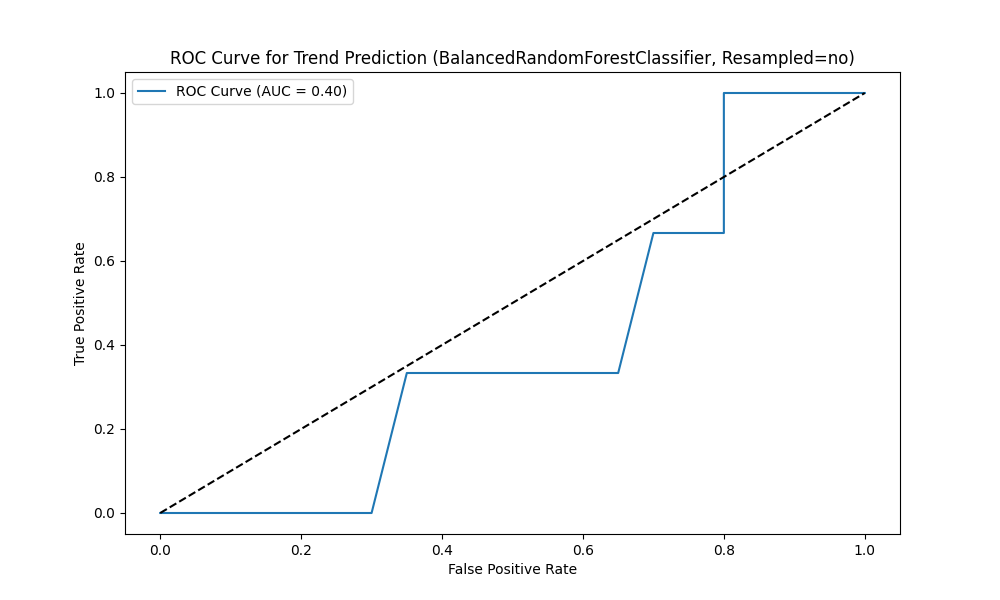 ROC Curve for Trend Prediction (BalancedRandomForestClassifier, Resampled=no)
ROC Curve (AUC = 0.40)
True Positive Rate
1.0
0.8
0.6
0.4
0.2
0.0
0.0 0.2 0.4 0.6 0.8 1.0
False Positive Rate